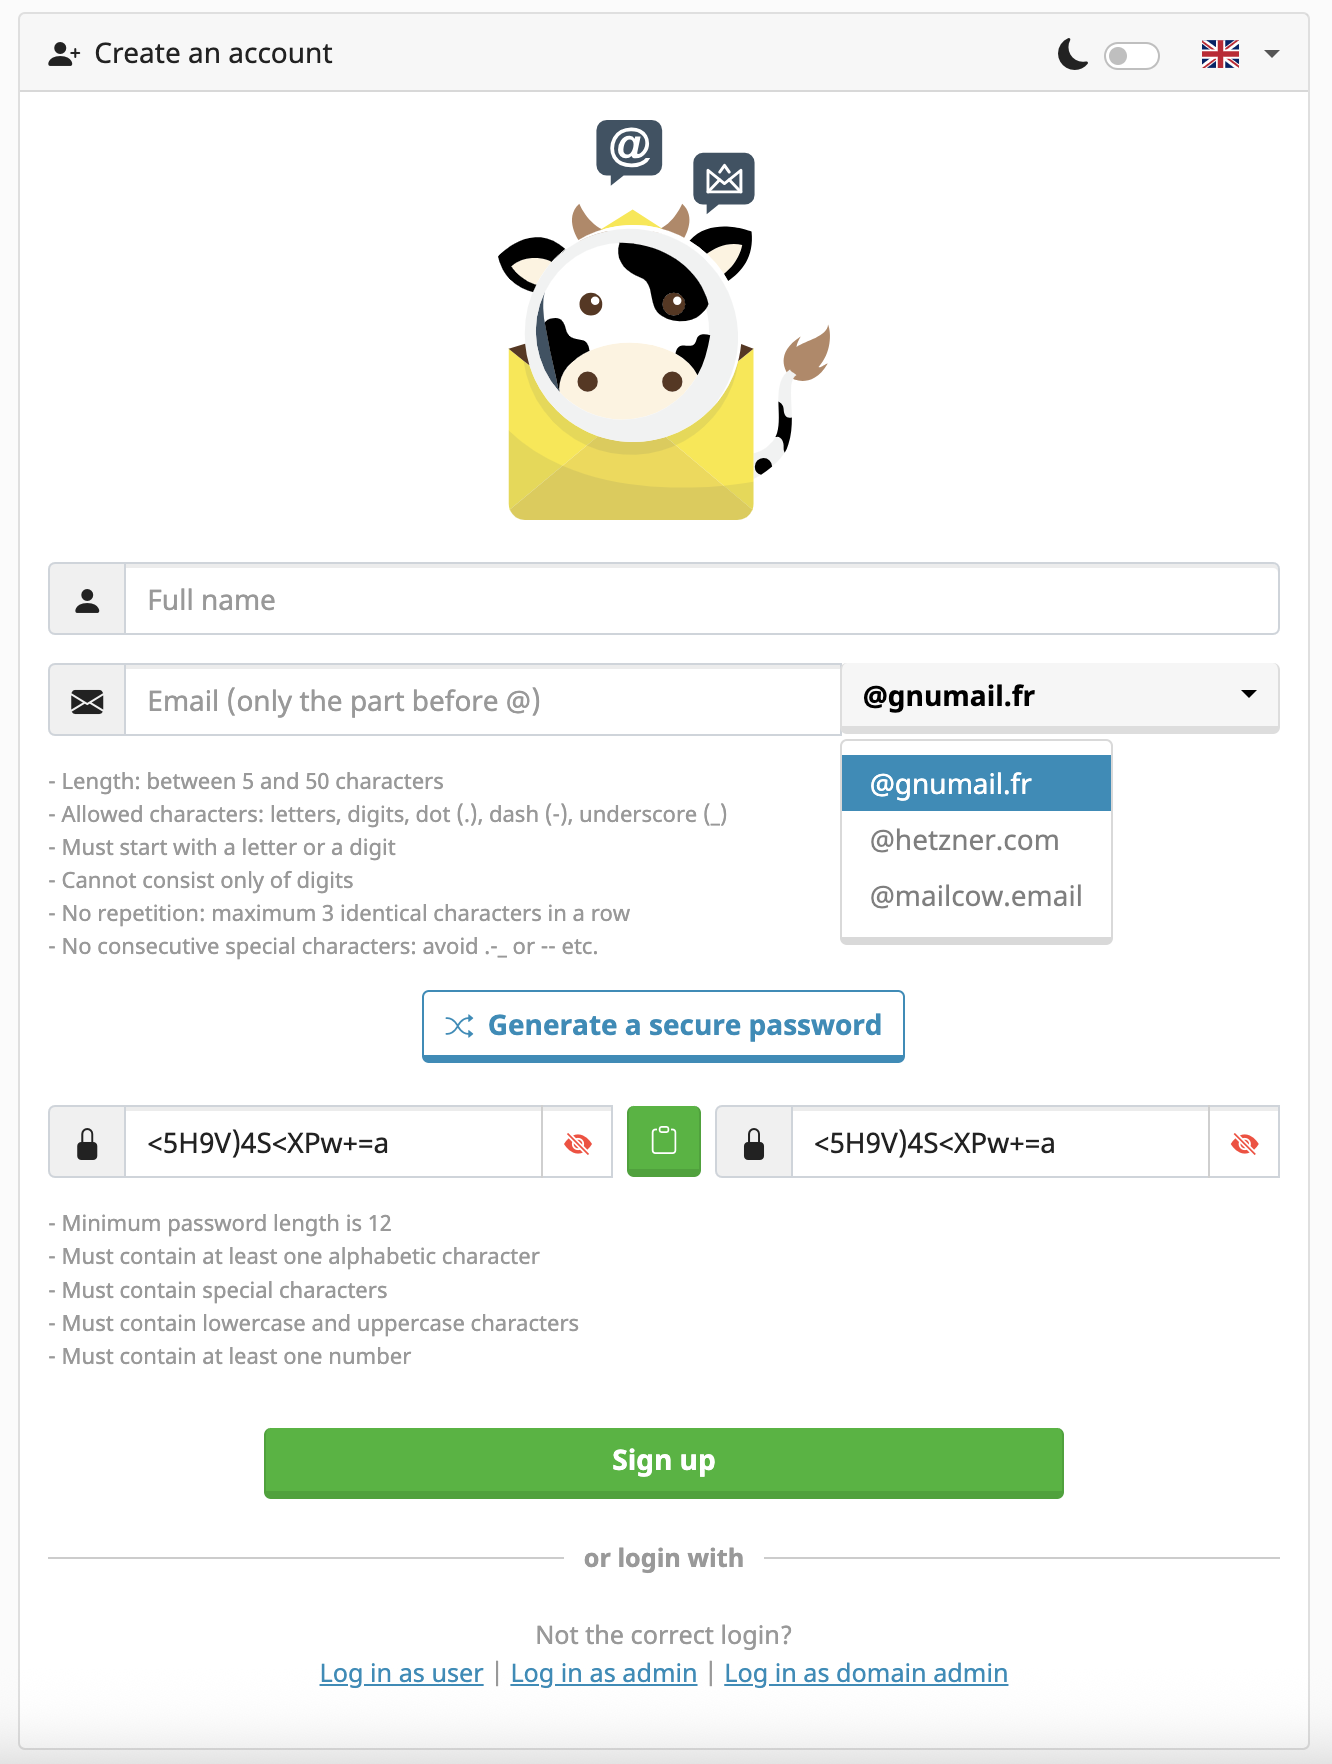 Create an account
@
Full name
Email (only the part before @)
@gnumail.fr
@gnumail.fr
@hetzner.com
@mailcow.email
- Length: between 5 and 50 characters
- Allowed characters: letters, digits, dot (.), dash (-), underscore (_)
- Must start with a letter or a digit
- Cannot consist only of digits
- No repetition: maximum 3 identical characters in a row
- No consecutive special characters: avoid .-_ or -- etc.
Generate a secure password
<5H9V)4S<XPw+=a
<5H9V)4S<XPw+=a
- Minimum password length is 12
- Must contain at least one alphabetic character
- Must contain special characters
- Must contain lowercase and uppercase characters
- Must contain at least one number
Sign up
or login with
Not the correct login?
Log in as user | Log in as admin | Log in as domain admin